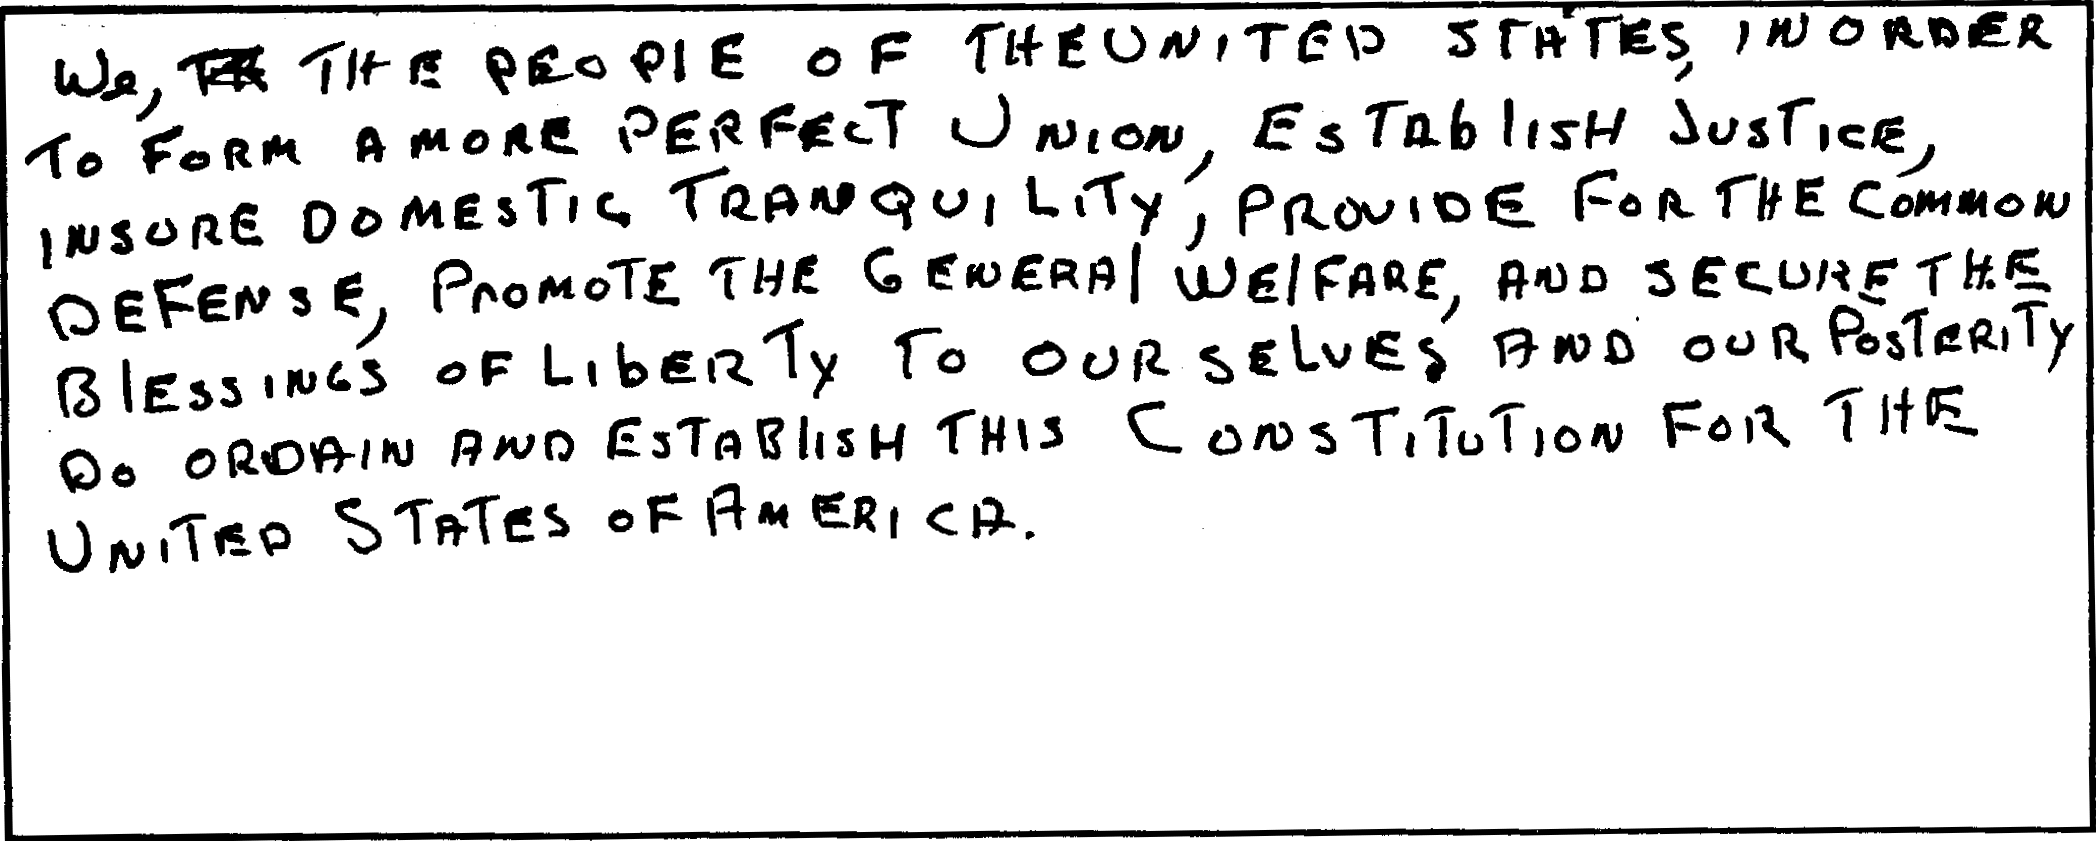 We, THE PEOPlE OF THE UNITED STATES, IN ORDER
TO FORM A MORE PERFECT UNION, ESTAblISH JUSTICE,
INSURE DOMESTIC TRANQUILITY, PROVIDE FOR THE COMMON
DEFENSE, PROMOTE THE GENERAl WElFARE, AND SECURE THE
BlESSINGS OF LIbERTY TO OURSELVES AND OUR POSTERITY
DO ORDAIN AND ESTABlISH THIS CONSTITUTION FOR THE
UNITED STATES OF AMERICA.